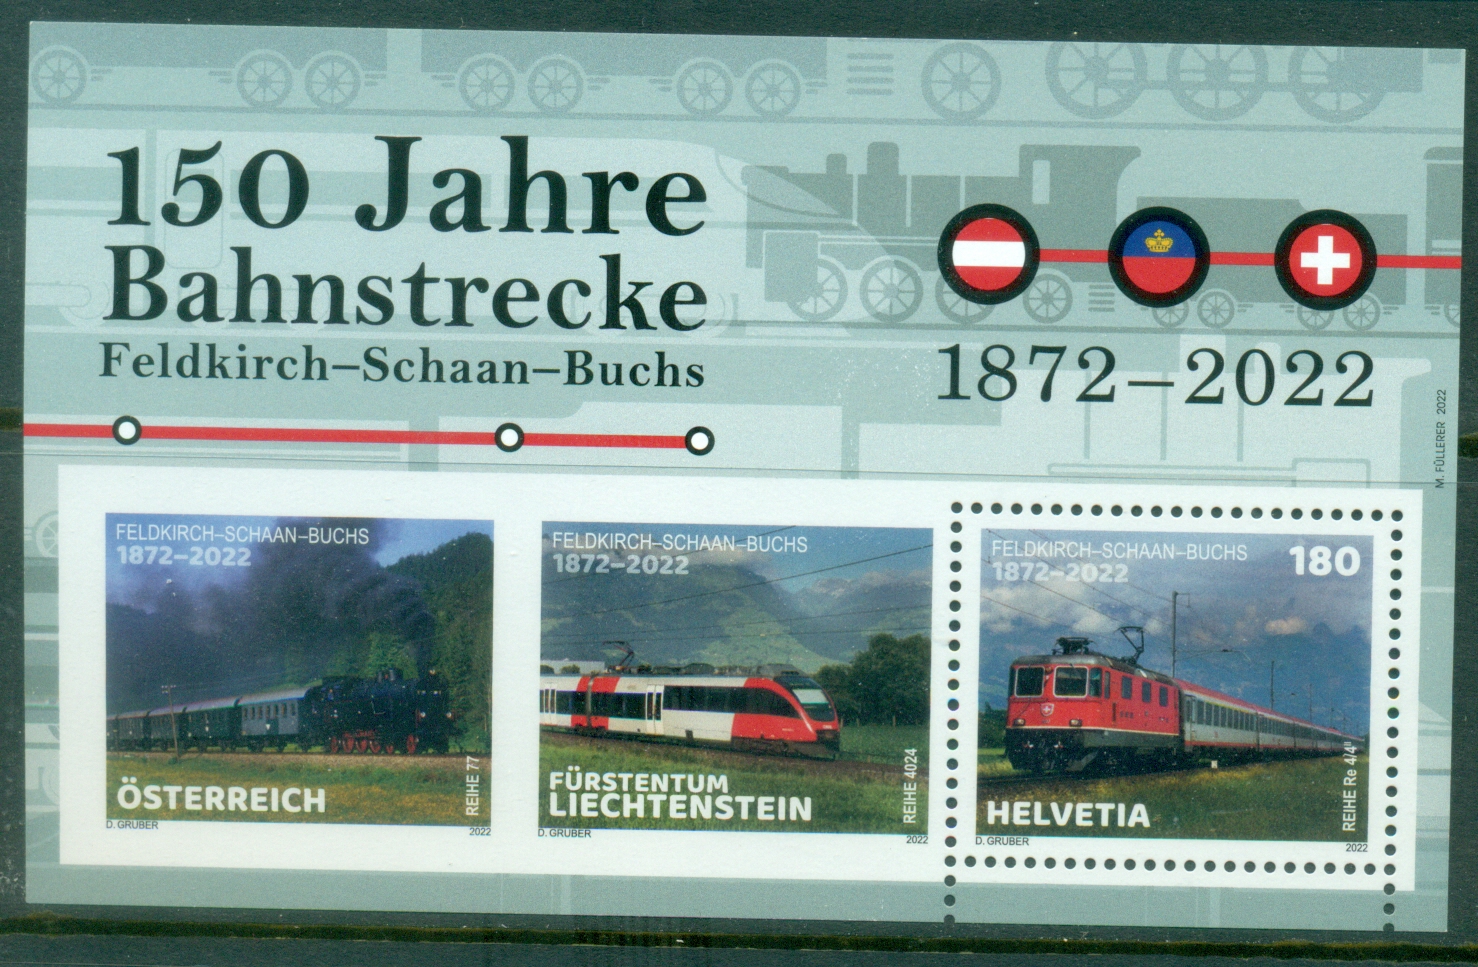 150 Jahre
Bahnstrecke
Feldkirch–Schaan–Buchs
1872–2022
M. FÜLLERER 2022
FELDKIRCH–SCHAAN–BUCHS
1872–2022
ÖSTERREICH
REIHE 77
D. GRUBER 2022
FELDKIRCH–SCHAAN–BUCHS
1872–2022
FÜRSTENTUM
LIECHTENSTEIN
REIHE 4024
D. GRUBER 2022
FELDKIRCH–SCHAAN–BUCHS
1872–2022
180
HELVETIA
REIHE Re 4/4ᴵᴵ
D. GRUBER 2022